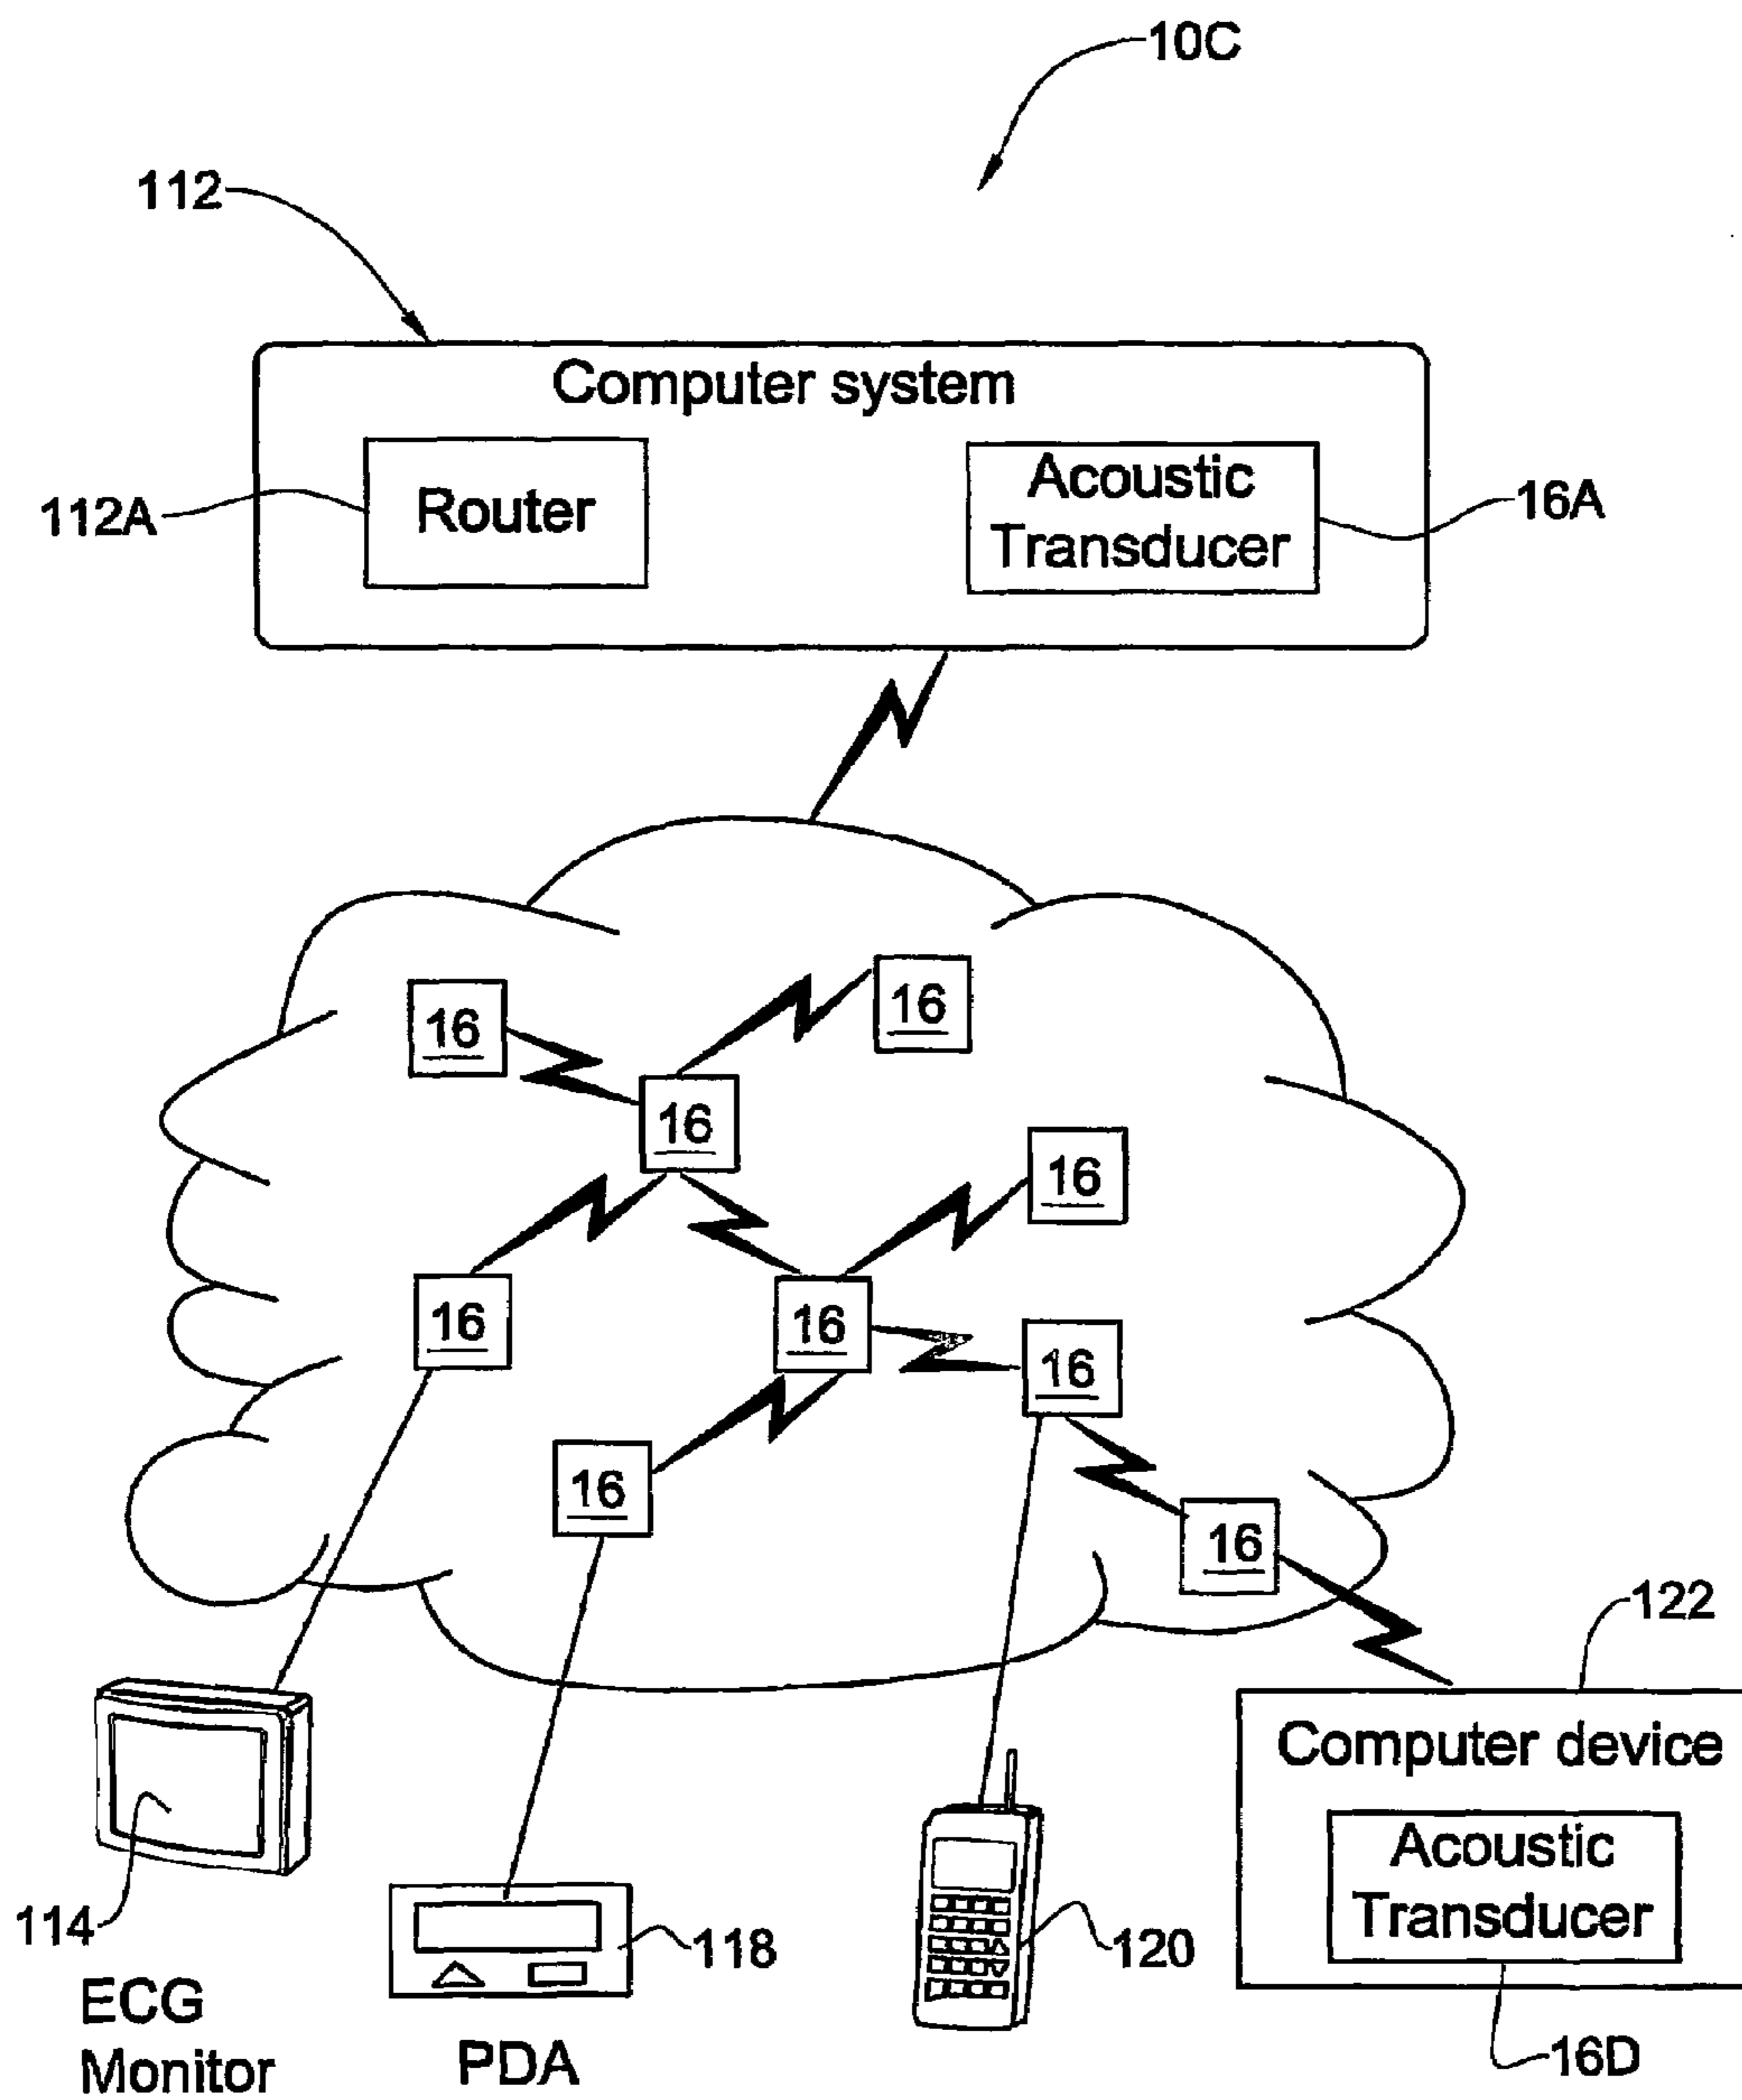 10C
112
Computer system
112A
Router
Acoustic
Transducer
16A
16
16
16
16
16
16
16
16
16
122
Computer device
Acoustic
Transducer
114
118
120
ECG
Monitor
PDA
16D